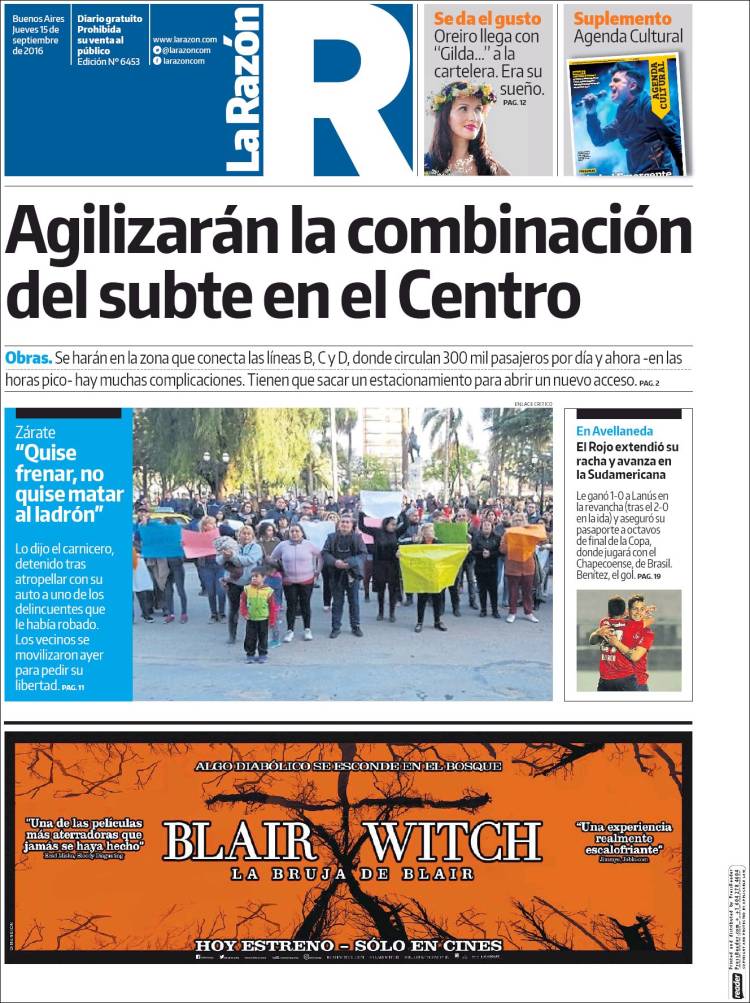 Buenos Aires
Jueves 15 de
septiembre
de 2016
Diario gratuito
Prohibida
su venta al
público
Edición Nº 6453
www.larazon.com
@larazoncom
larazoncom
La Razón
R
Se da el gusto
Oreiro llega con
“Gilda...” a la
cartelera. Era su
sueño.
PAG. 12
Suplemento
Agenda Cultural
AGENDA
CULTURAL
Agilizarán la combinación
del subte en el Centro
Obras. Se harán en la zona que conecta las líneas B, C y D, donde circulan 300 mil pasajeros por día y ahora -en las
horas pico- hay muchas complicaciones. Tienen que sacar un estacionamiento para abrir un nuevo acceso. PAG. 2
ENLACE CRITICO
Zárate
“Quise
frenar, no
quise matar
al ladrón”
Lo dijo el carnicero,
detenido tras
atropellar con su
auto a uno de los
delincuentes que
le había robado.
Los vecinos se
movilizaron ayer
para pedir su
libertad. PAG. 11
En Avellaneda
El Rojo extendió su
racha y avanza en
la Sudamericana
Le ganó 1-0 a Lanús en
la revancha (tras el 2-0
en la ida) y aseguró su
pasaporte a octavos
de final de la Copa,
donde jugará con el
Chapecoense, de Brasil.
Benítez, el gol. PAG. 19
ALGO DIABÓLICO SE ESCONDE EN EL BOSQUE
"Una de las películas
más aterradoras que
jamás se haya hecho"
Brad Miska, Bloody Disgusting
BLAIR WITCH
LA BRUJA DE BLAIR
"Una experiencia
realmente
escalofriante"
HOY ESTRENO - SÓLO EN CINES
Printed and distributed by PressReader